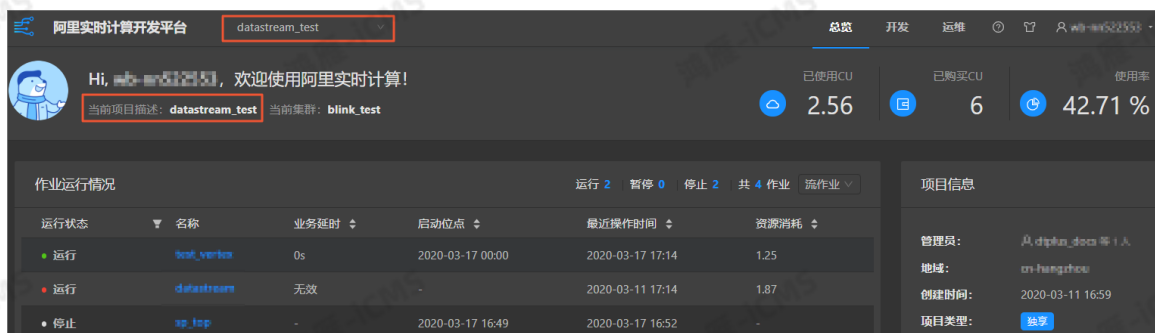 阿里实时计算开发平台 datastream_test 总览 开发 运维
Hi, , 欢迎使用阿里实时计算! 已使用CU 已购买CU 使用率
当前项目描述: datastream_test 当前集群: blink_test 2.56 6 42.71 %
作业运行情况 运行 2 暂停 0 停止 2 共 4 作业 流作业 项目信息
运行状态 名称 业务延时 启动位点 最近操作时间 资源消耗
管理员: 等 1 人
运行 0s 2020-03-17 00:00 2020-03-17 17:14 1.25
地域:
运行 无效 - 2020-03-11 17:14 1.87
创建时间: 2020-03-11 16:59
停止 - 2020-03-17 16:49 2020-03-17 16:52 -
项目类型: 独享